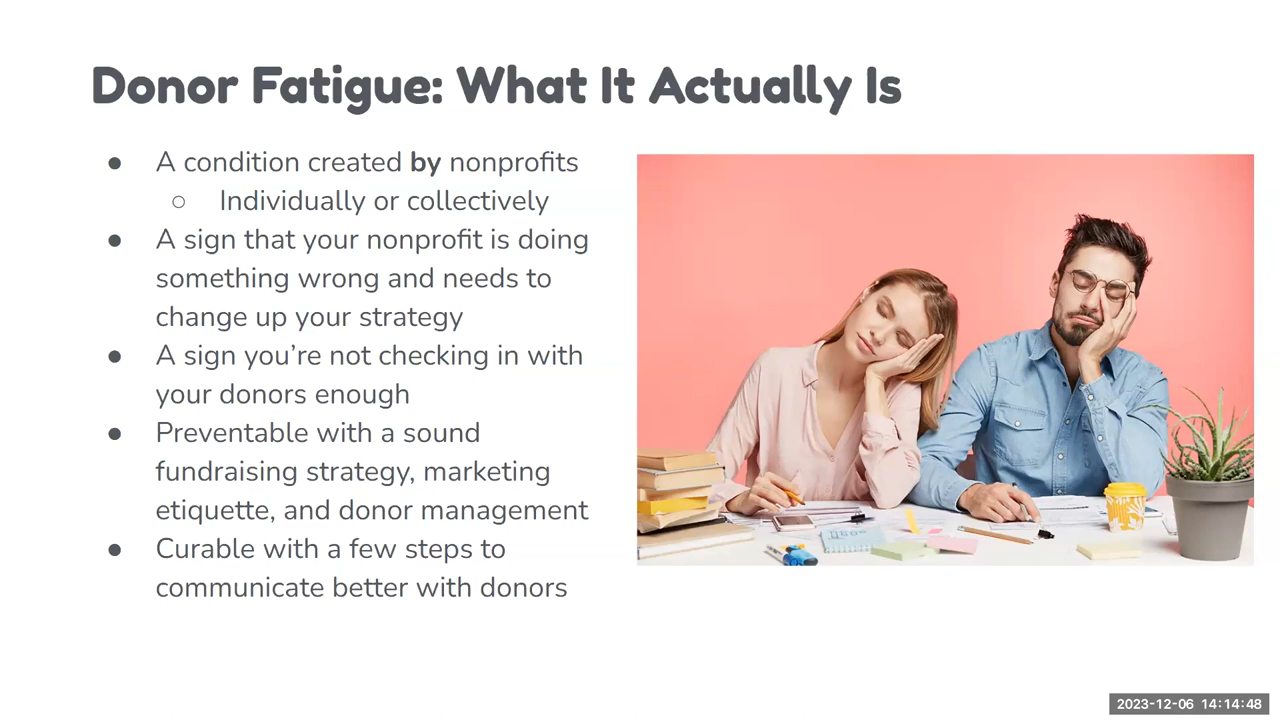 Donor Fatigue: What It Actually Is
● A condition created by nonprofits
○ Individually or collectively
● A sign that your nonprofit is doing
something wrong and needs to
change up your strategy
● A sign you’re not checking in with
your donors enough
● Preventable with a sound
fundraising strategy, marketing
etiquette, and donor management
● Curable with a few steps to
communicate better with donors
2023-12-06 14:14:48